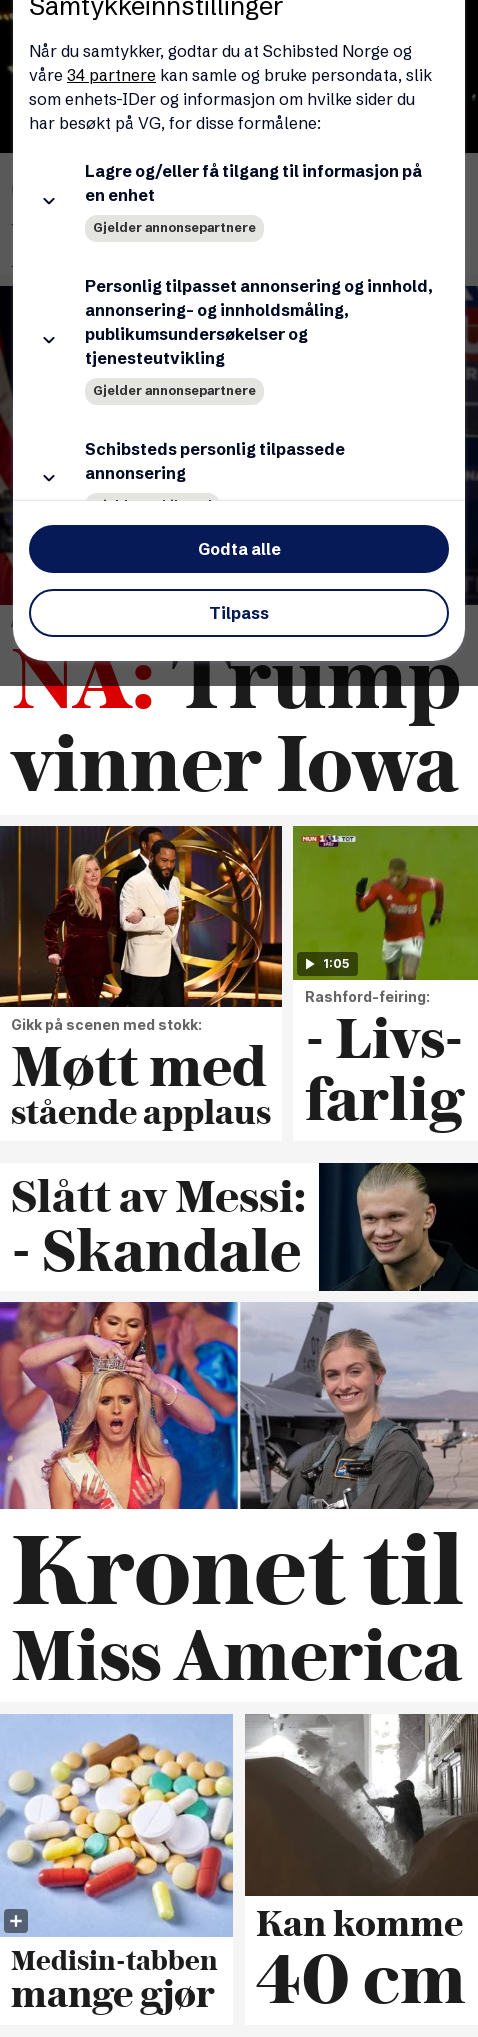 Samtykkeinnstillinger
Når du samtykker, godtar du at Schibsted Norge og
våre 34 partnere kan samle og bruke persondata, slik
som enhets-IDer og informasjon om hvilke sider du
har besøkt på VG, for disse formålene:
Lagre og/eller få tilgang til informasjon på
en enhet
Gjelder annonsepartnere
Personlig tilpasset annonsering og innhold,
annonsering- og innholdsmåling,
publikumsundersøkelser og
tjenesteutvikling
Gjelder annonsepartnere
Schibsteds personlig tilpassede
annonsering
Godta alle
Tilpass
NÅ: Trump
vinner Iowa
MUN 1 1 TOT
1:05
Gikk på scenen med stokk:
Møtt med
stående applaus
Rashford-feiring:
- Livs-
farlig
Slått av Messi:
- Skandale
Kronet til
Miss America
Medisin-tabben
mange gjør
Kan komme
40 cm